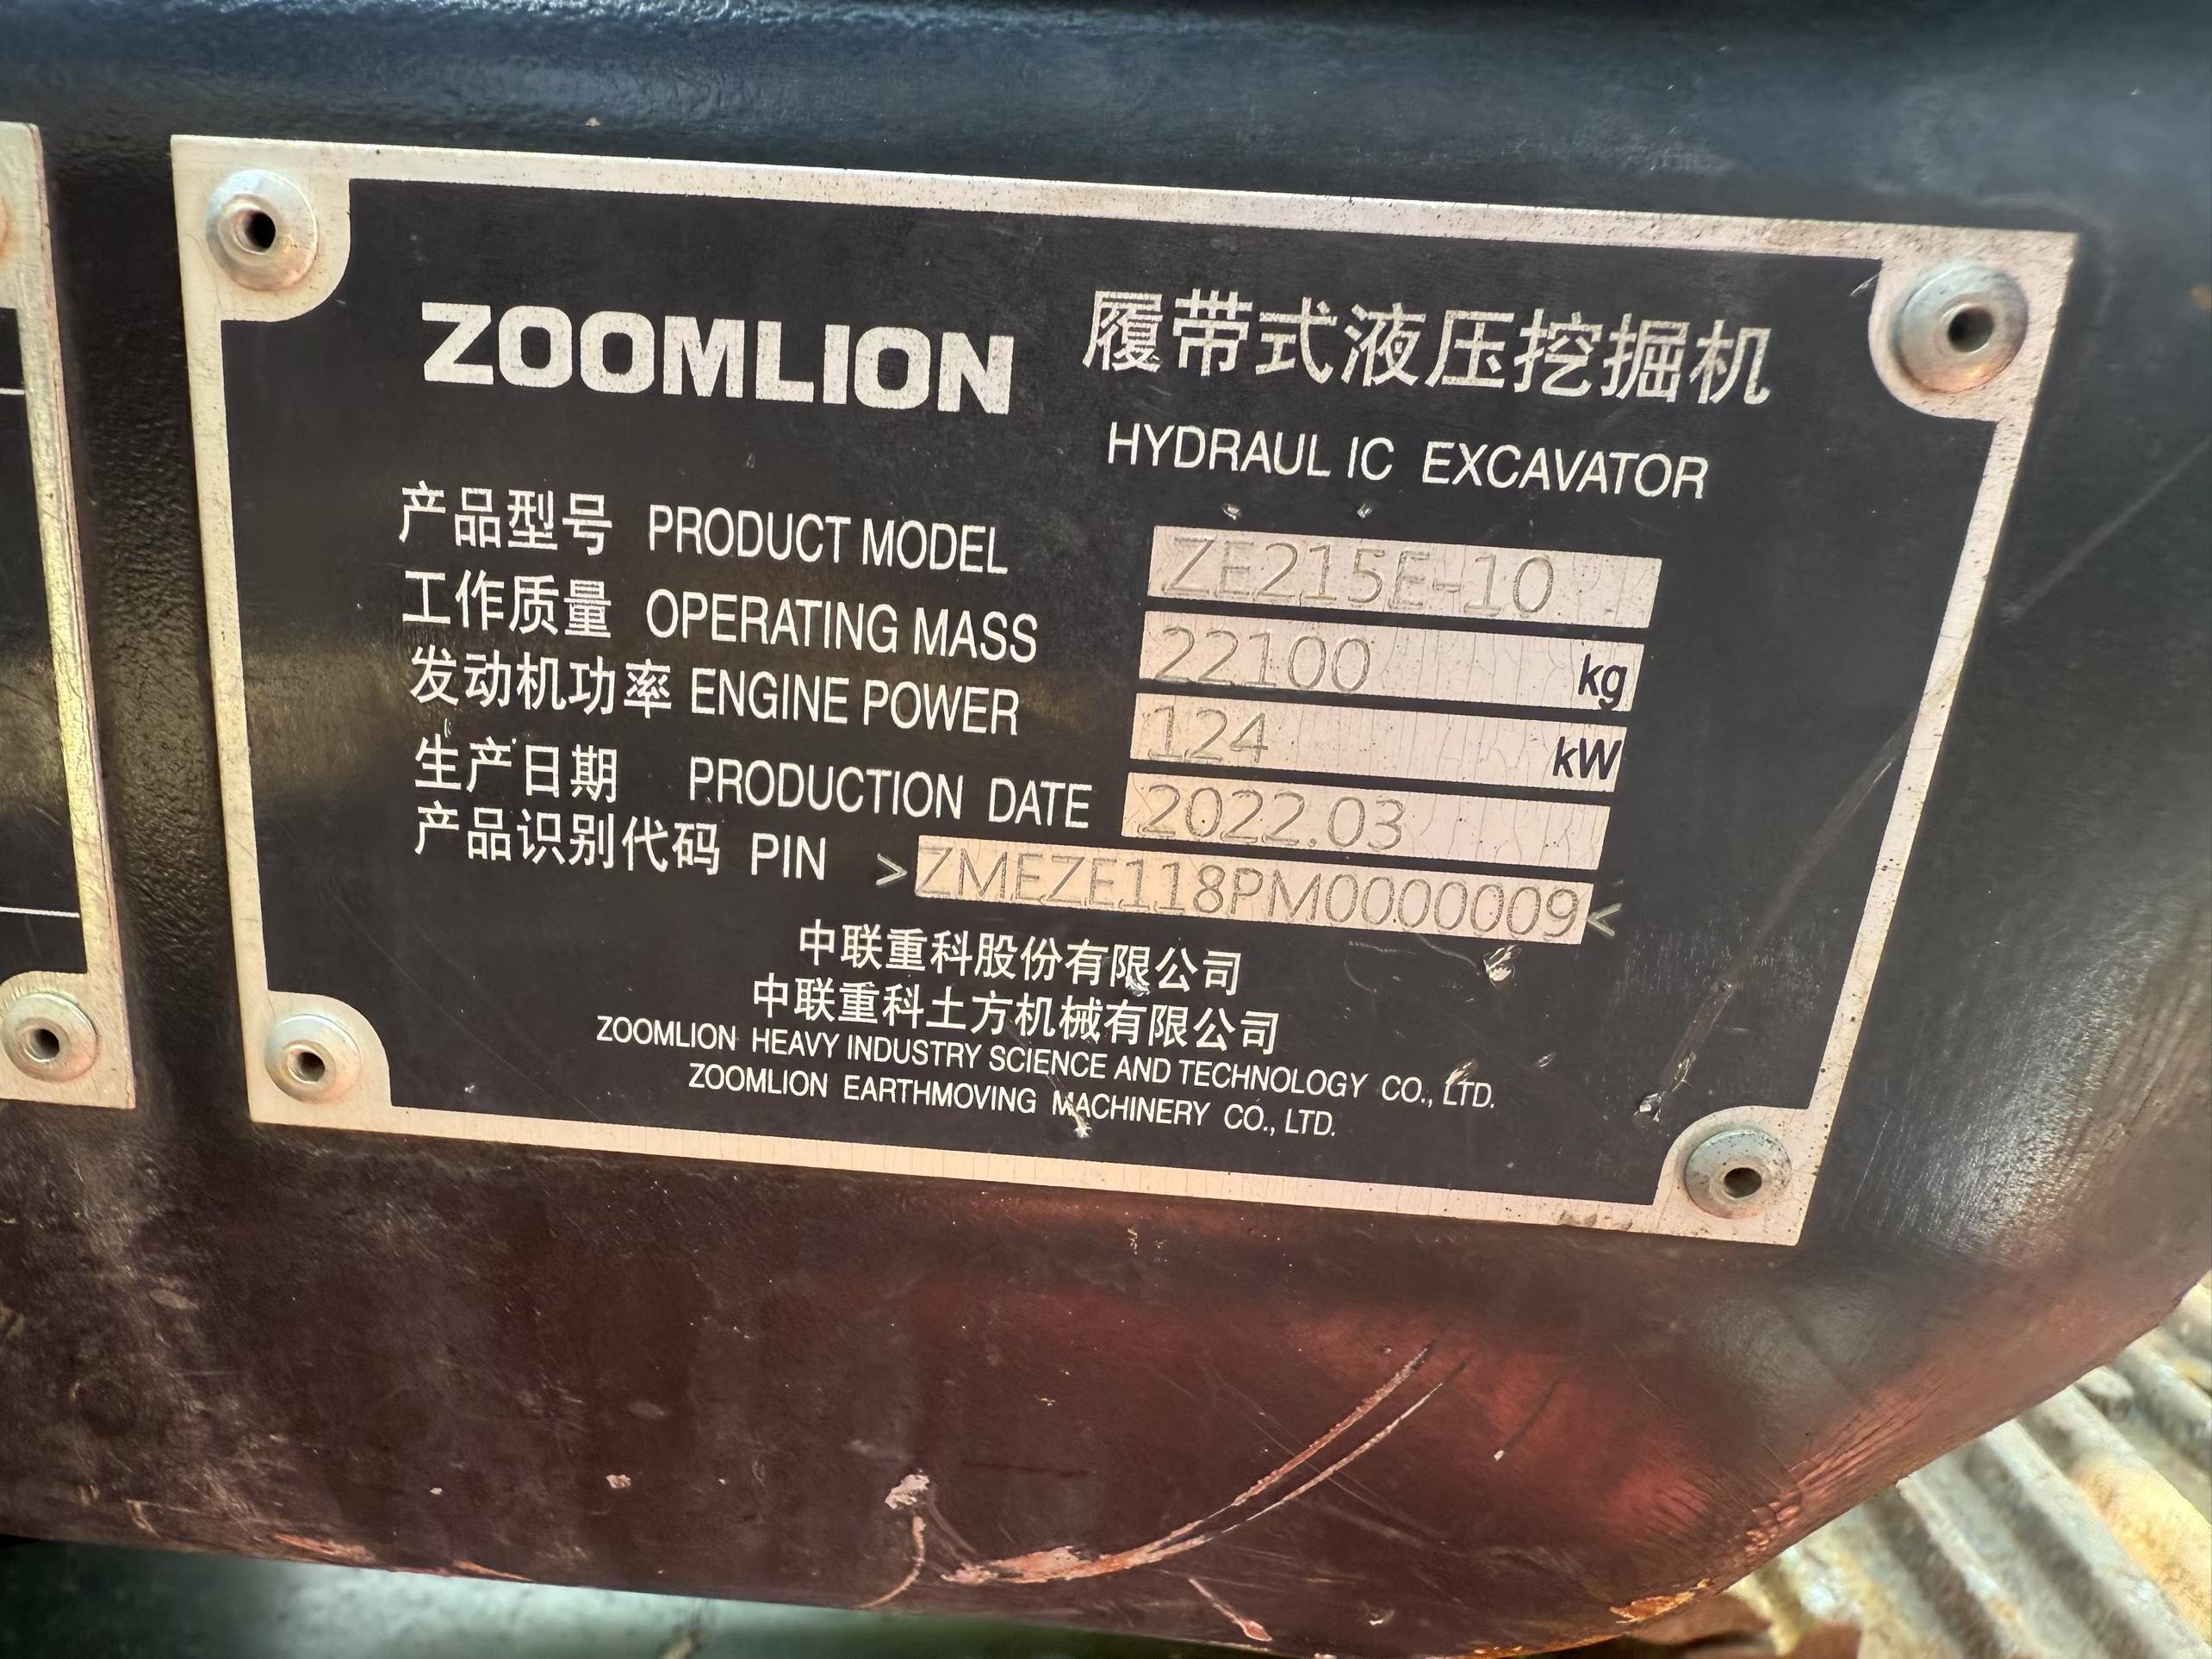 ZOOMLION 履带式液压挖掘机
HYDRAULIC EXCAVATOR
产品型号 PRODUCT MODEL ZE215E-10
工作质量 OPERATING MASS 22100 kg
发动机功率 ENGINE POWER 124 kW
生产日期 PRODUCTION DATE 2022.03
产品识别代码 PIN >ZMEZE118PM0000009<
中联重科股份有限公司
中联重科土方机械有限公司
ZOOMLION HEAVY INDUSTRY SCIENCE AND TECHNOLOGY CO., LTD.
ZOOMLION EARTHMOVING MACHINERY CO., LTD.